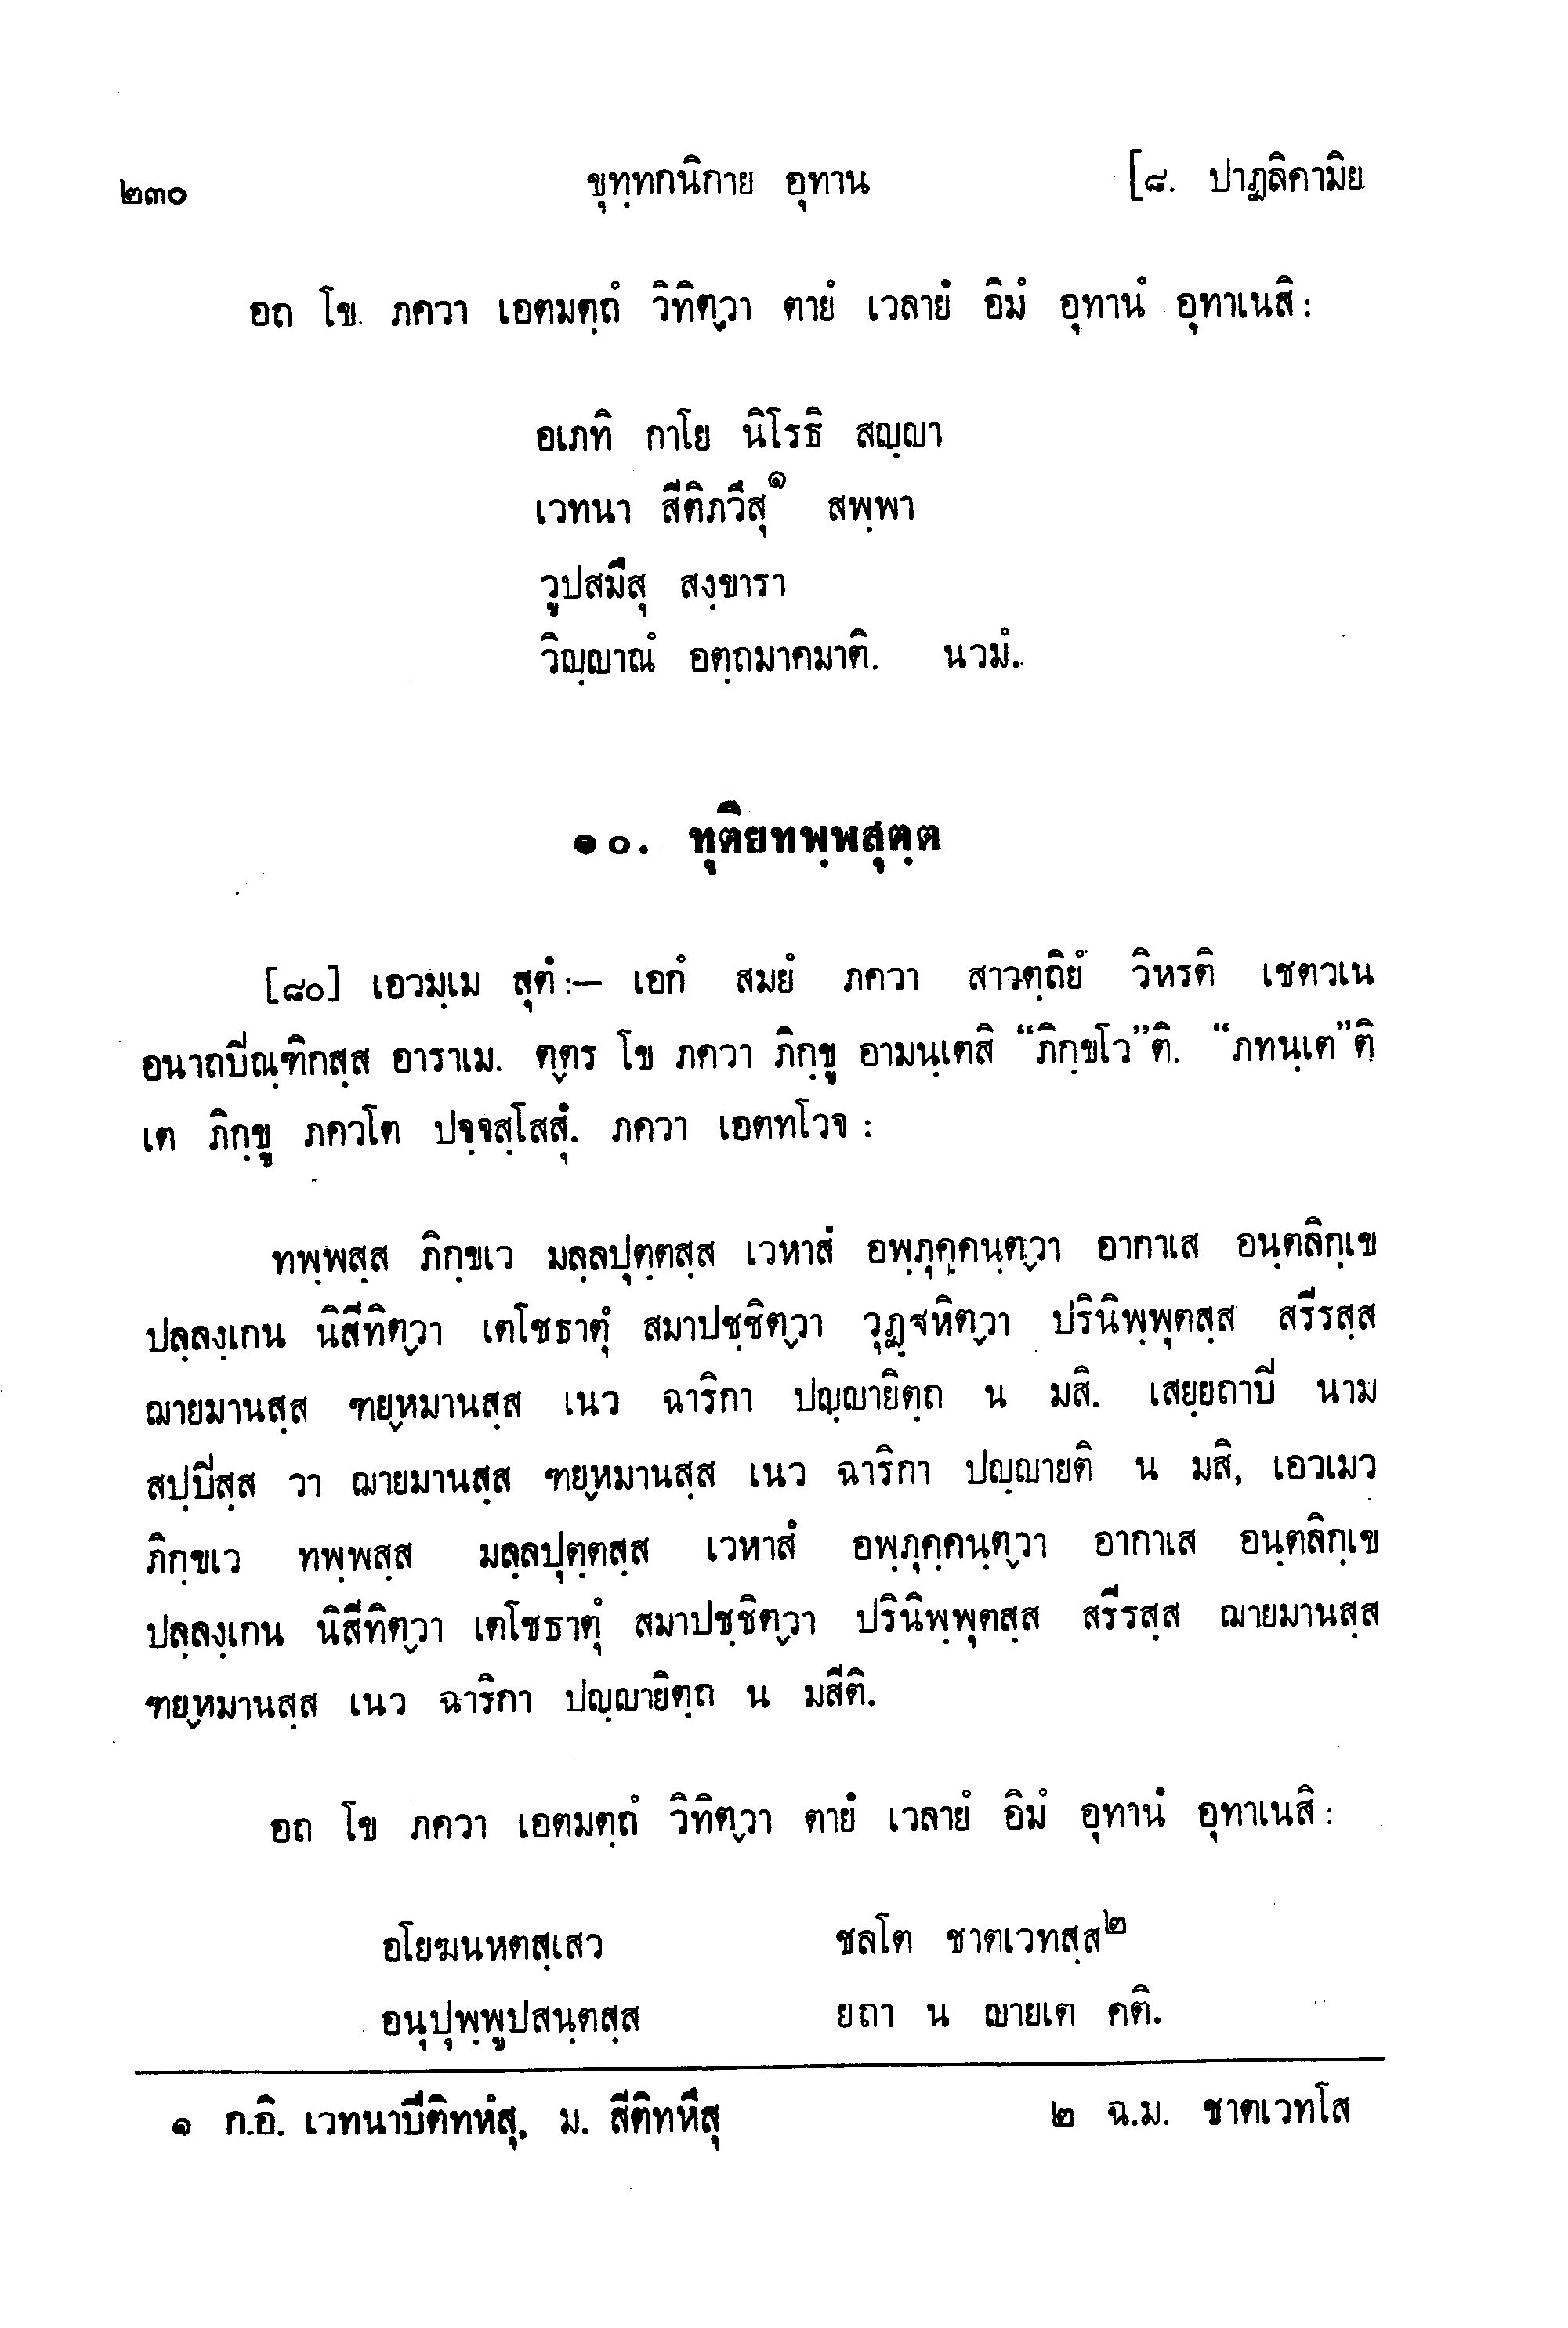 ๒๓๐ ขุทฺทกนิกาย อุทาน [๘. ปาฏลิคามิย
อถ โข ภควา เอตมตฺถํ วิทิตฺวา ตายํ เวลายํ อิมํ อุทานํ อุทาเนสิ :
อเภทิ กาโย นิโรธิ สญฺญา
เวทนา สีติภวึสุ๑ สพฺพา
วูปสมึสุ สงฺขารา
วิญฺญาณํ อตฺถมาคมาติ. นวมํ.
๑๐. ทุติยทพฺพสุตฺต
[๘๐] เอวมฺเม สุตํ :— เอกํ สมยํ ภควา สาวตฺถิยํ วิหรติ เชตวเน
อนาถปิณฺฑิกสฺส อาราเม. ตตฺร โข ภควา ภิกฺขู อามนฺเตสิ “ภิกฺขโว”ติ. “ภทนฺเต”ติ
เต ภิกฺขู ภควโต ปจฺจสฺโสสุํ. ภควา เอตทโวจ :
ทพฺพสฺส ภิกฺขเว มลฺลปุตฺตสฺส เวหาสํ อพฺภุคฺคนฺตฺวา อากาเส อนฺตลิกฺเข
ปลฺลงฺเกน นิสีทิตฺวา เตโชธาตุํ สมาปชฺชิตฺวา วุฏฺฐหิตฺวา ปรินิพฺพุตสฺส สรีรสฺส
ฌายมานสฺส ฑยฺหมานสฺส เนว ฉาริกา ปญฺญายิตฺถ น มสิ. เสยฺยถาปิ นาม
สปฺปิสฺส วา ฌายมานสฺส ฑยฺหมานสฺส เนว ฉาริกา ปญฺญายติ น มสิ, เอวเมว
ภิกฺขเว ทพฺพสฺส มลฺลปุตฺตสฺส เวหาสํ อพฺภุคฺคนฺตฺวา อากาเส อนฺตลิกฺเข
ปลฺลงฺเกน นิสีทิตฺวา เตโชธาตุํ สมาปชฺชิตฺวา ปรินิพฺพุตสฺส สรีรสฺส ฌายมานสฺส
ฑยฺหมานสฺส เนว ฉาริกา ปญฺญายิตฺถ น มสีติ.
อถ โข ภควา เอตมตฺถํ วิทิตฺวา ตายํ เวลายํ อิมํ อุทานํ อุทาเนสิ :
อโยฆนหตสฺเสว ชลโต ชาตเวทสฺส๒
อนุปุพฺพูปสนฺตสฺส ยถา น ญายเต คติ.
๑ ก.อิ. เวทนาปีติทหํสุ, ม. สีติทหึสุ ๒ ฉ.ม. ชาตเวทโส